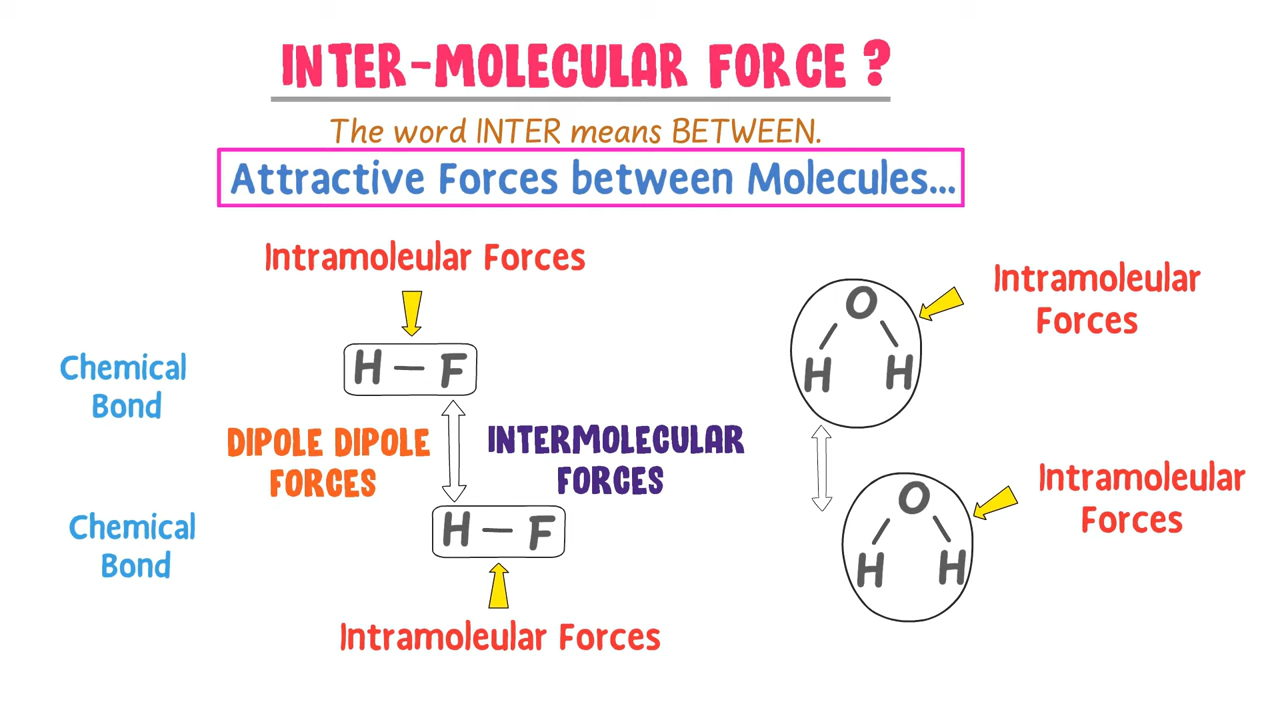 INTER-MOLECULAR FORCE ?
The word INTER means BETWEEN.
Attractive Forces between Molecules...
Intramoleular Forces
H – F
Chemical
Bond
DIPOLE DIPOLE
FORCES
INTERMOLECULAR
FORCES
Chemical
Bond
H – F
Intramoleular Forces
Intramoleular
Forces
O
H H
Intramoleular
Forces
O
H H